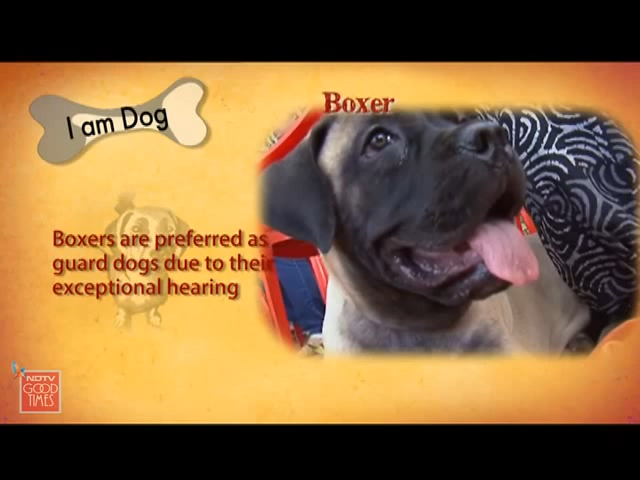 I am Dog
Boxer
Boxers are preferred as
guard dogs due to their
exceptional hearing
NDTV
GOOD
TIMES